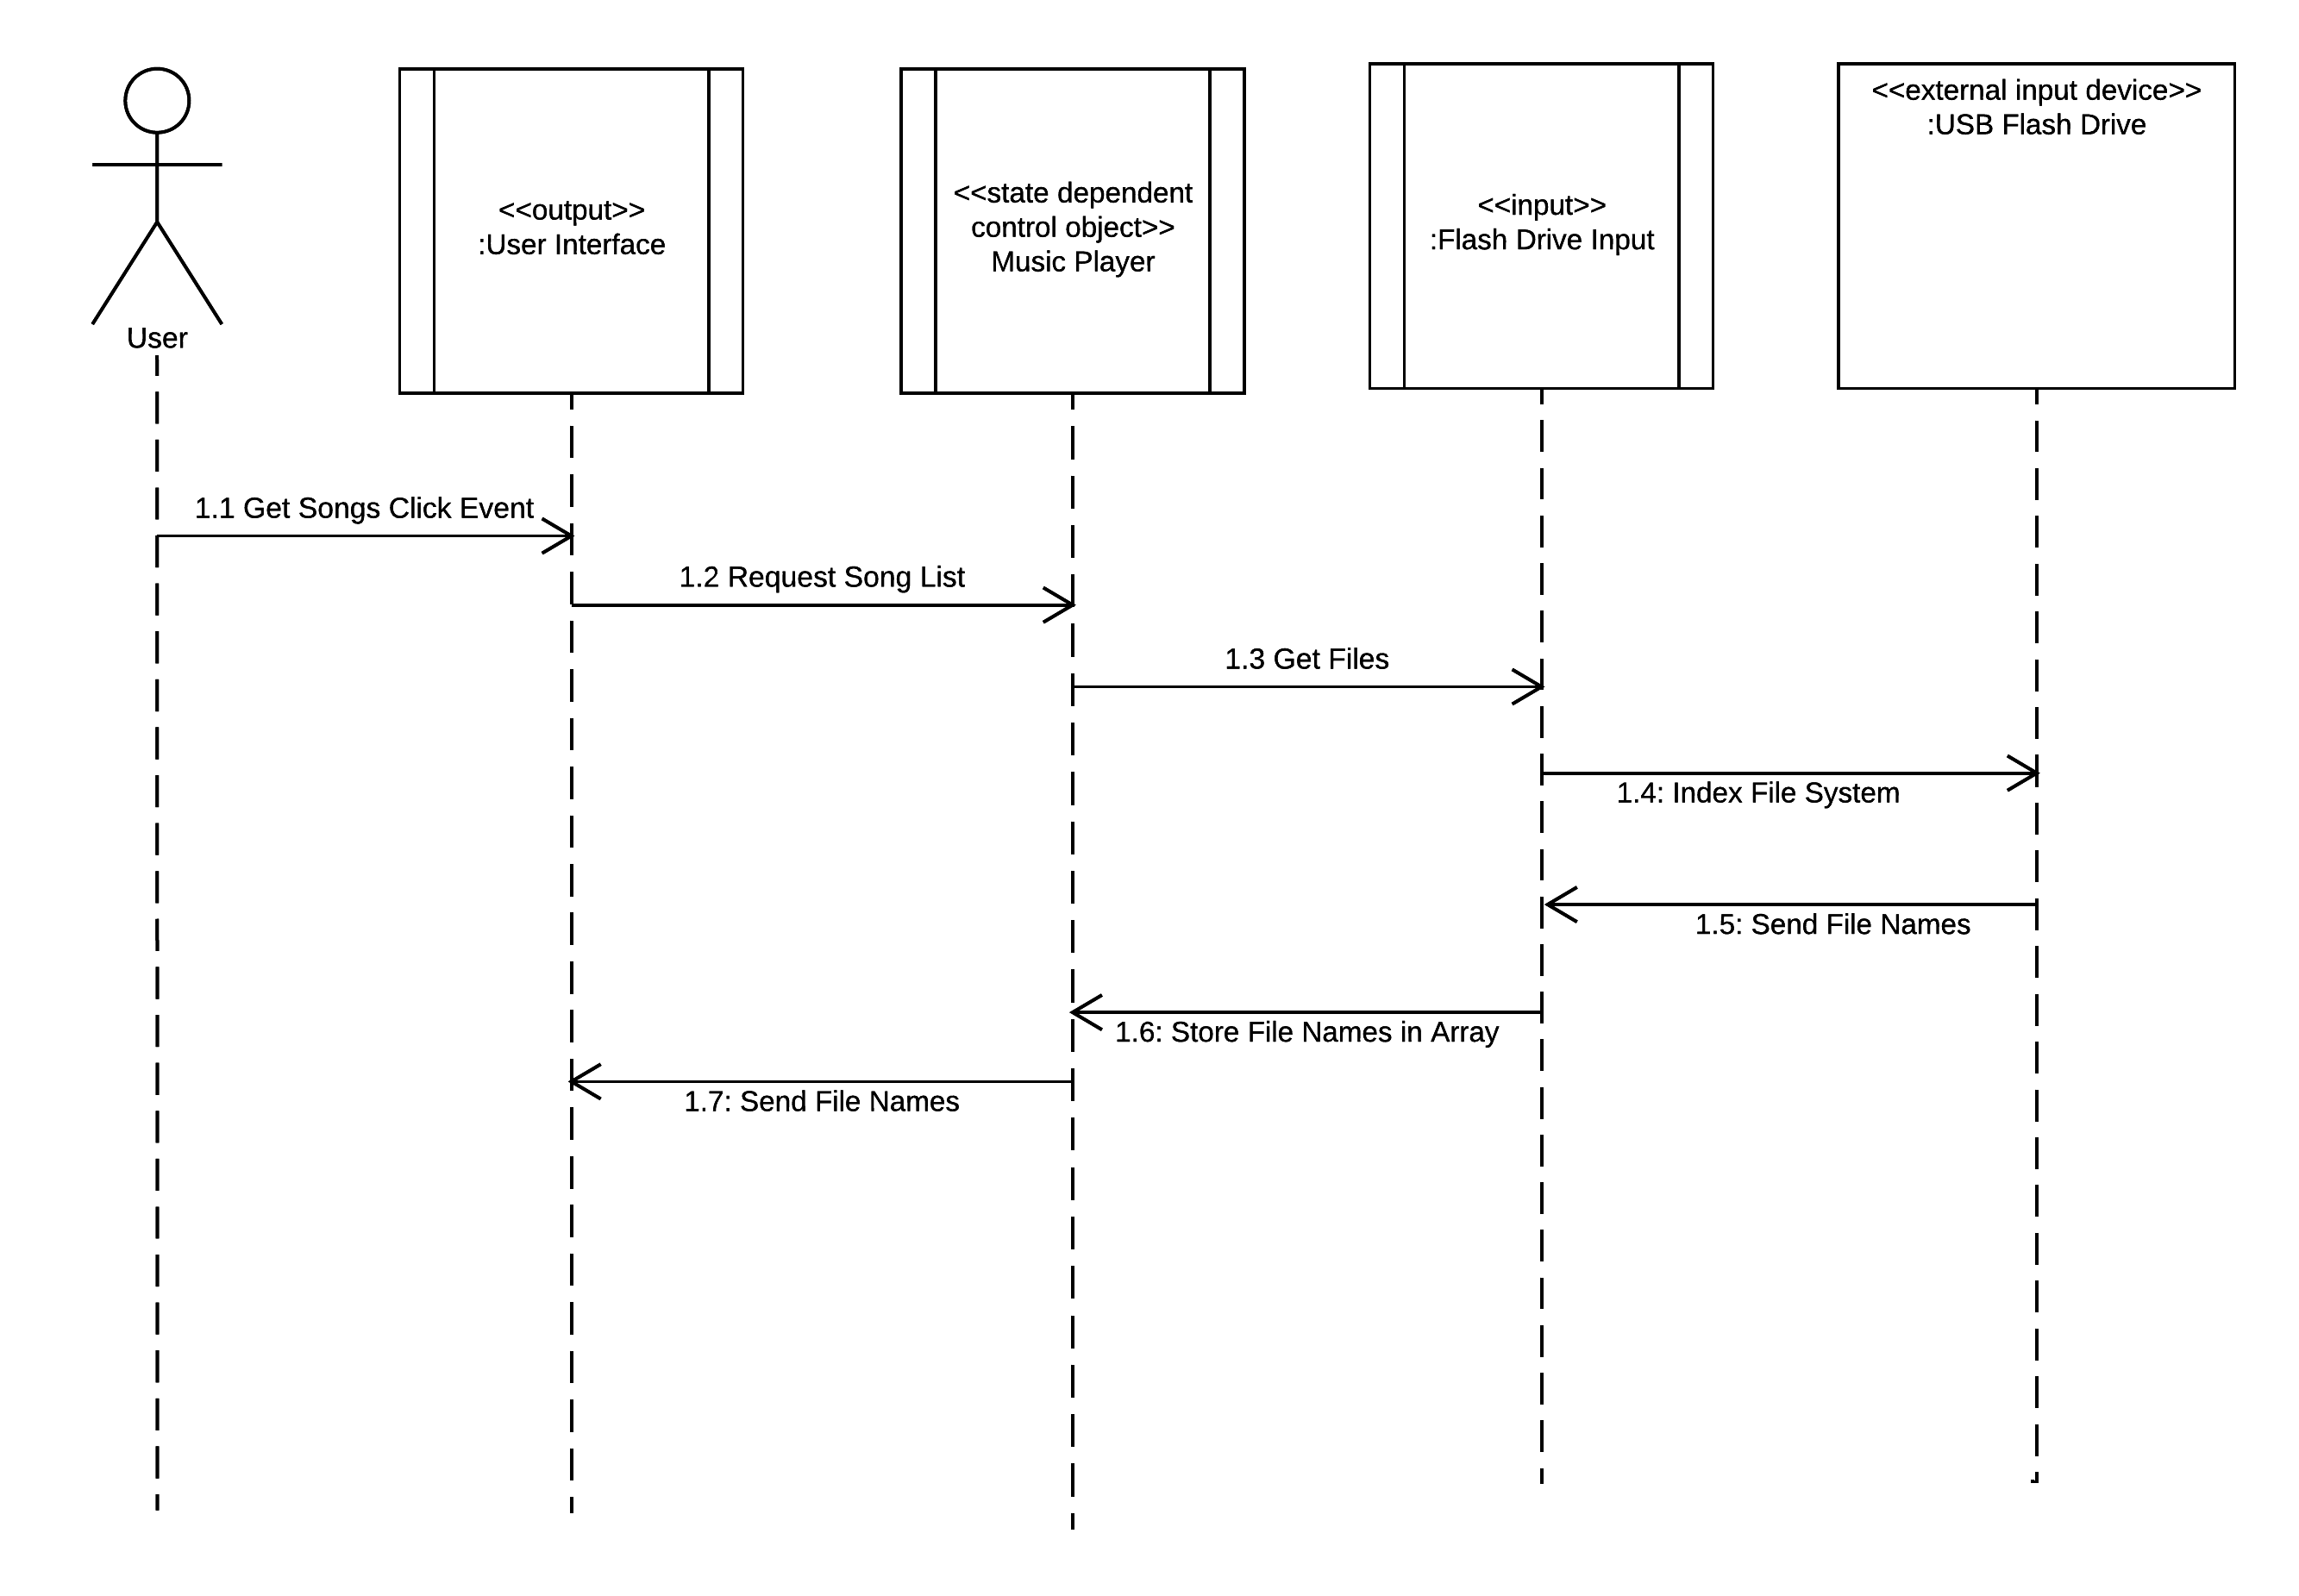 User
<<output>>
:User Interface
<<state dependent
control object>>
Music Player
<<input>>
:Flash Drive Input
<<external input device>>
:USB Flash Drive
1.1 Get Songs Click Event
1.2 Request Song List
1.3 Get Files
1.4: Index File System
1.5: Send File Names
1.6: Store File Names in Array
1.7: Send File Names